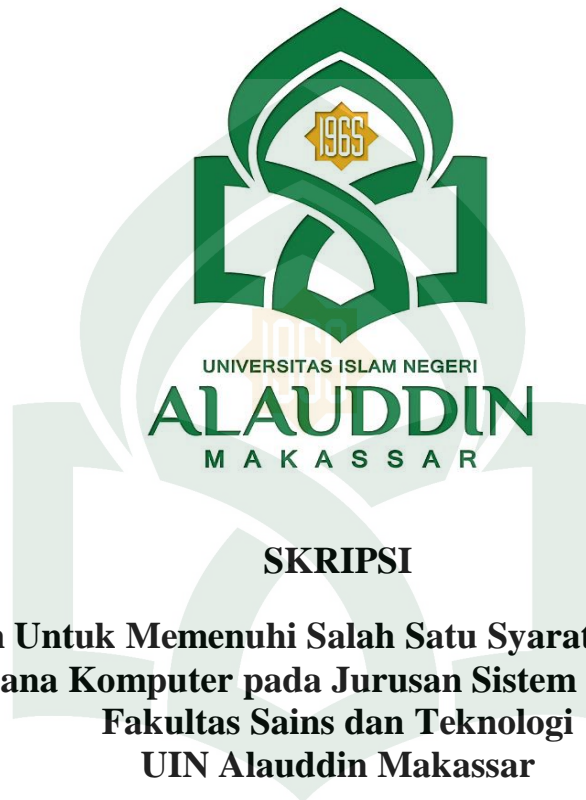 1965
UNIVERSITAS ISLAM NEGERI
ALAUDDIN
MAKASSAR
SKRIPSI
Untuk Memenuhi Salah Satu Syarat
ana Komputer pada Jurusan Sistem
Fakultas Sains dan Teknologi
UIN Alauddin Makassar